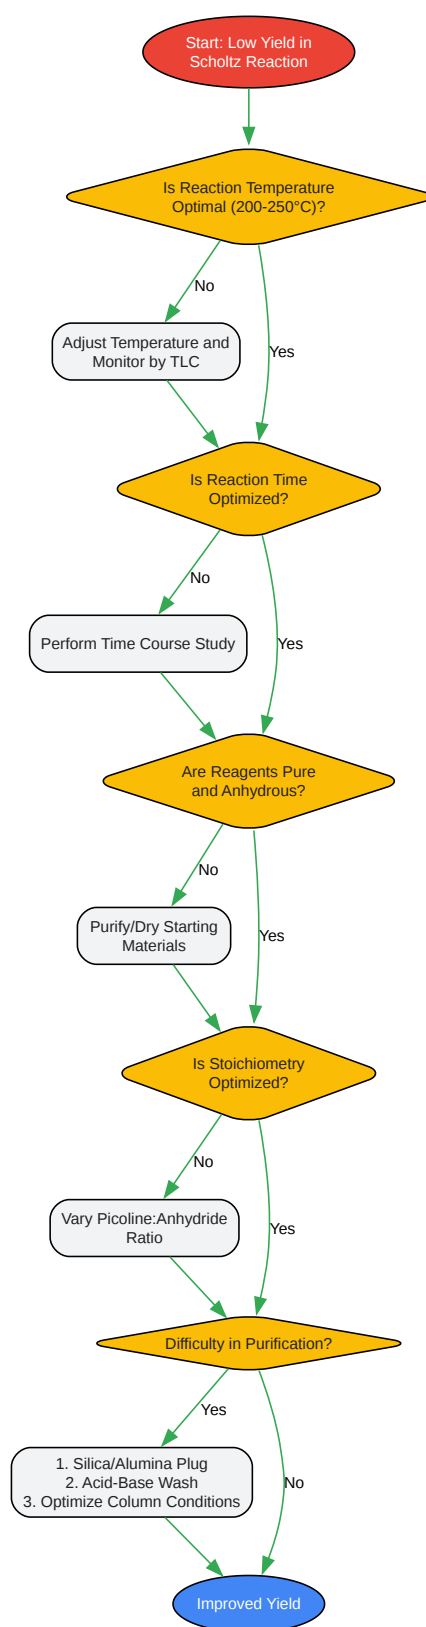 Start: Low Yield in
Scholtz Reaction
Is Reaction Temperature
Optimal (200-250°C)?
No
Adjust Temperature and
Monitor by TLC
Yes
Is Reaction Time
Optimized?
No
Perform Time Course Study
Yes
Are Reagents Pure
and Anhydrous?
No
Purify/Dry Starting
Materials
Yes
Is Stoichiometry
Optimized?
No
Vary Picoline:Anhydride
Ratio
Yes
Difficulty in Purification?
Yes
1. Silica/Alumina Plug
2. Acid-Base Wash
3. Optimize Column Conditions
No
Improved Yield